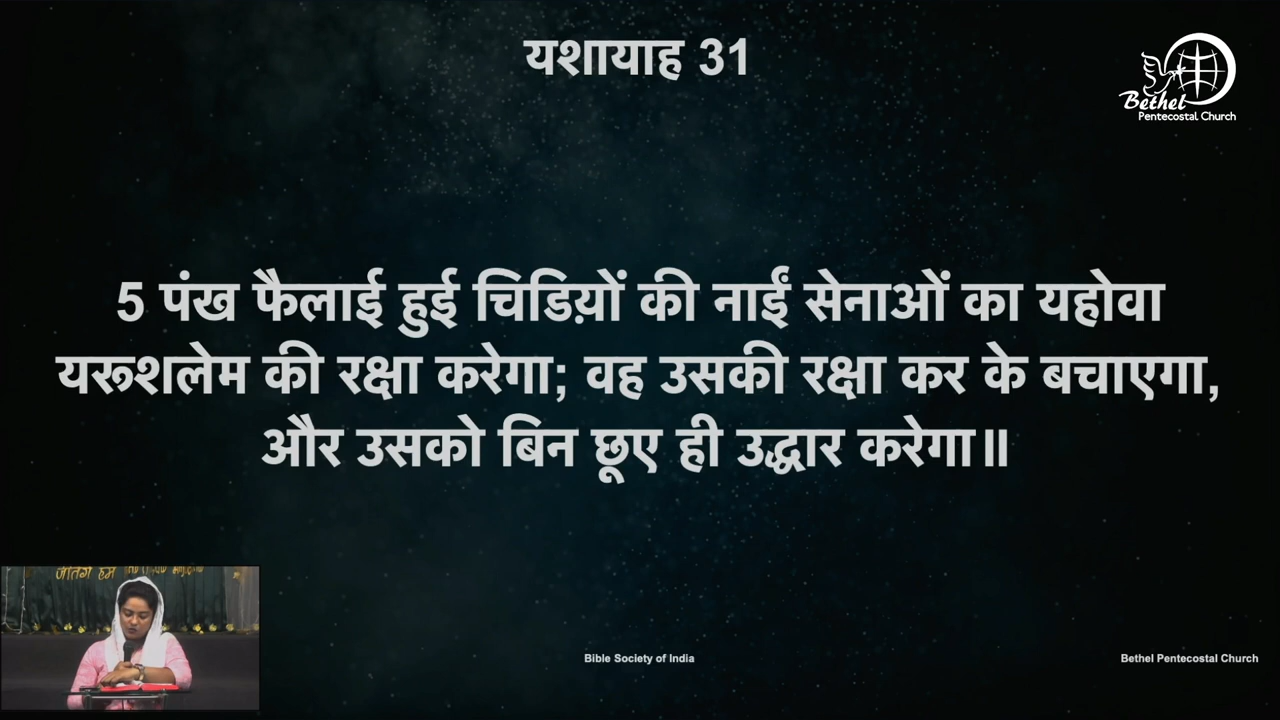 यशायाह 31
Bethel
Pentecostal Church
5 पंख फैलाई हुई चिडिय़ों की नाईं सेनाओं का यहोवा
यरूशलेम की रक्षा करेगा; वह उसकी रक्षा कर के बचाएगा,
और उसको बिन छूए ही उद्धार करेगा॥
Bible Society of India
Bethel Pentecostal Church